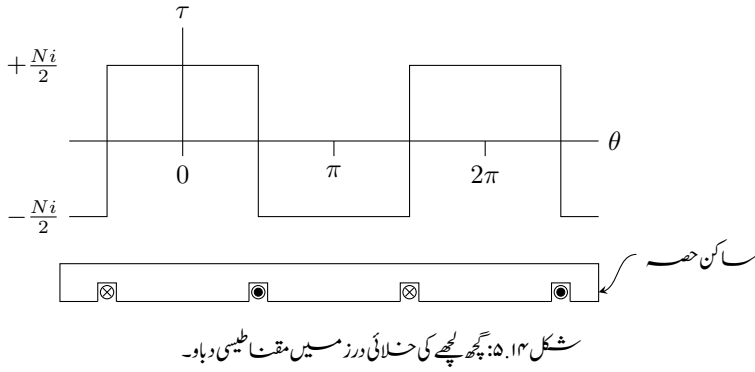 τ
+Ni/2
θ
0 π 2π
−Ni/2
ساکن حصہ
شکل ۵.۱۴: گچھ لچھے کی خلائی درز میں مقناطیسی دباو۔